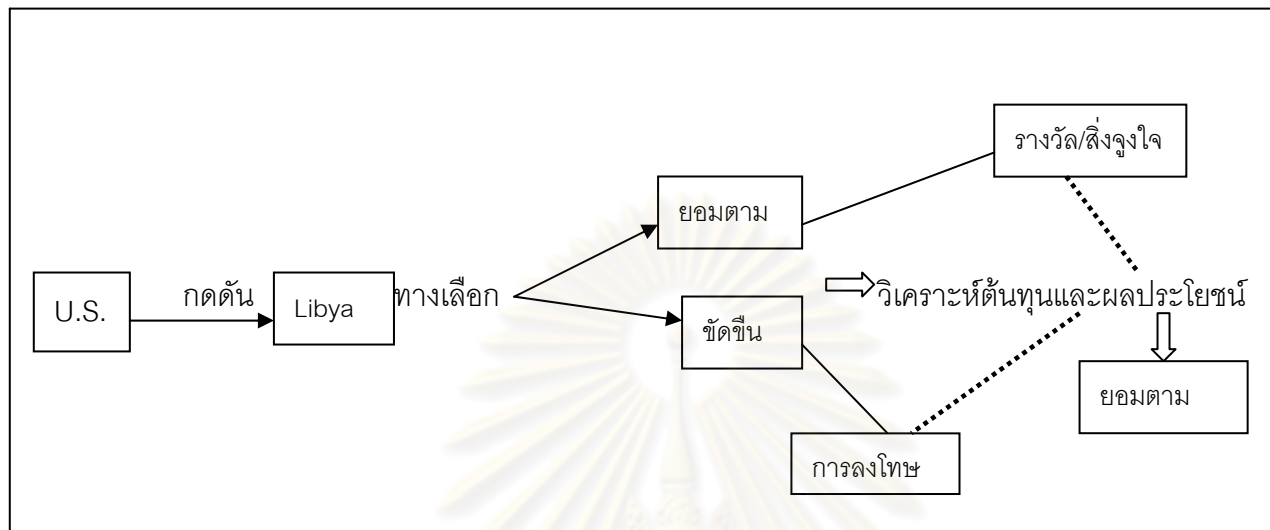 U.S.
กดดัน
Libya
ทางเลือก
ยอมตาม
รางวัล/สิ่งจูงใจ
ขัดขืน
การลงโทษ
วิเคราะห์ต้นทุนและผลประโยชน์
ยอมตาม